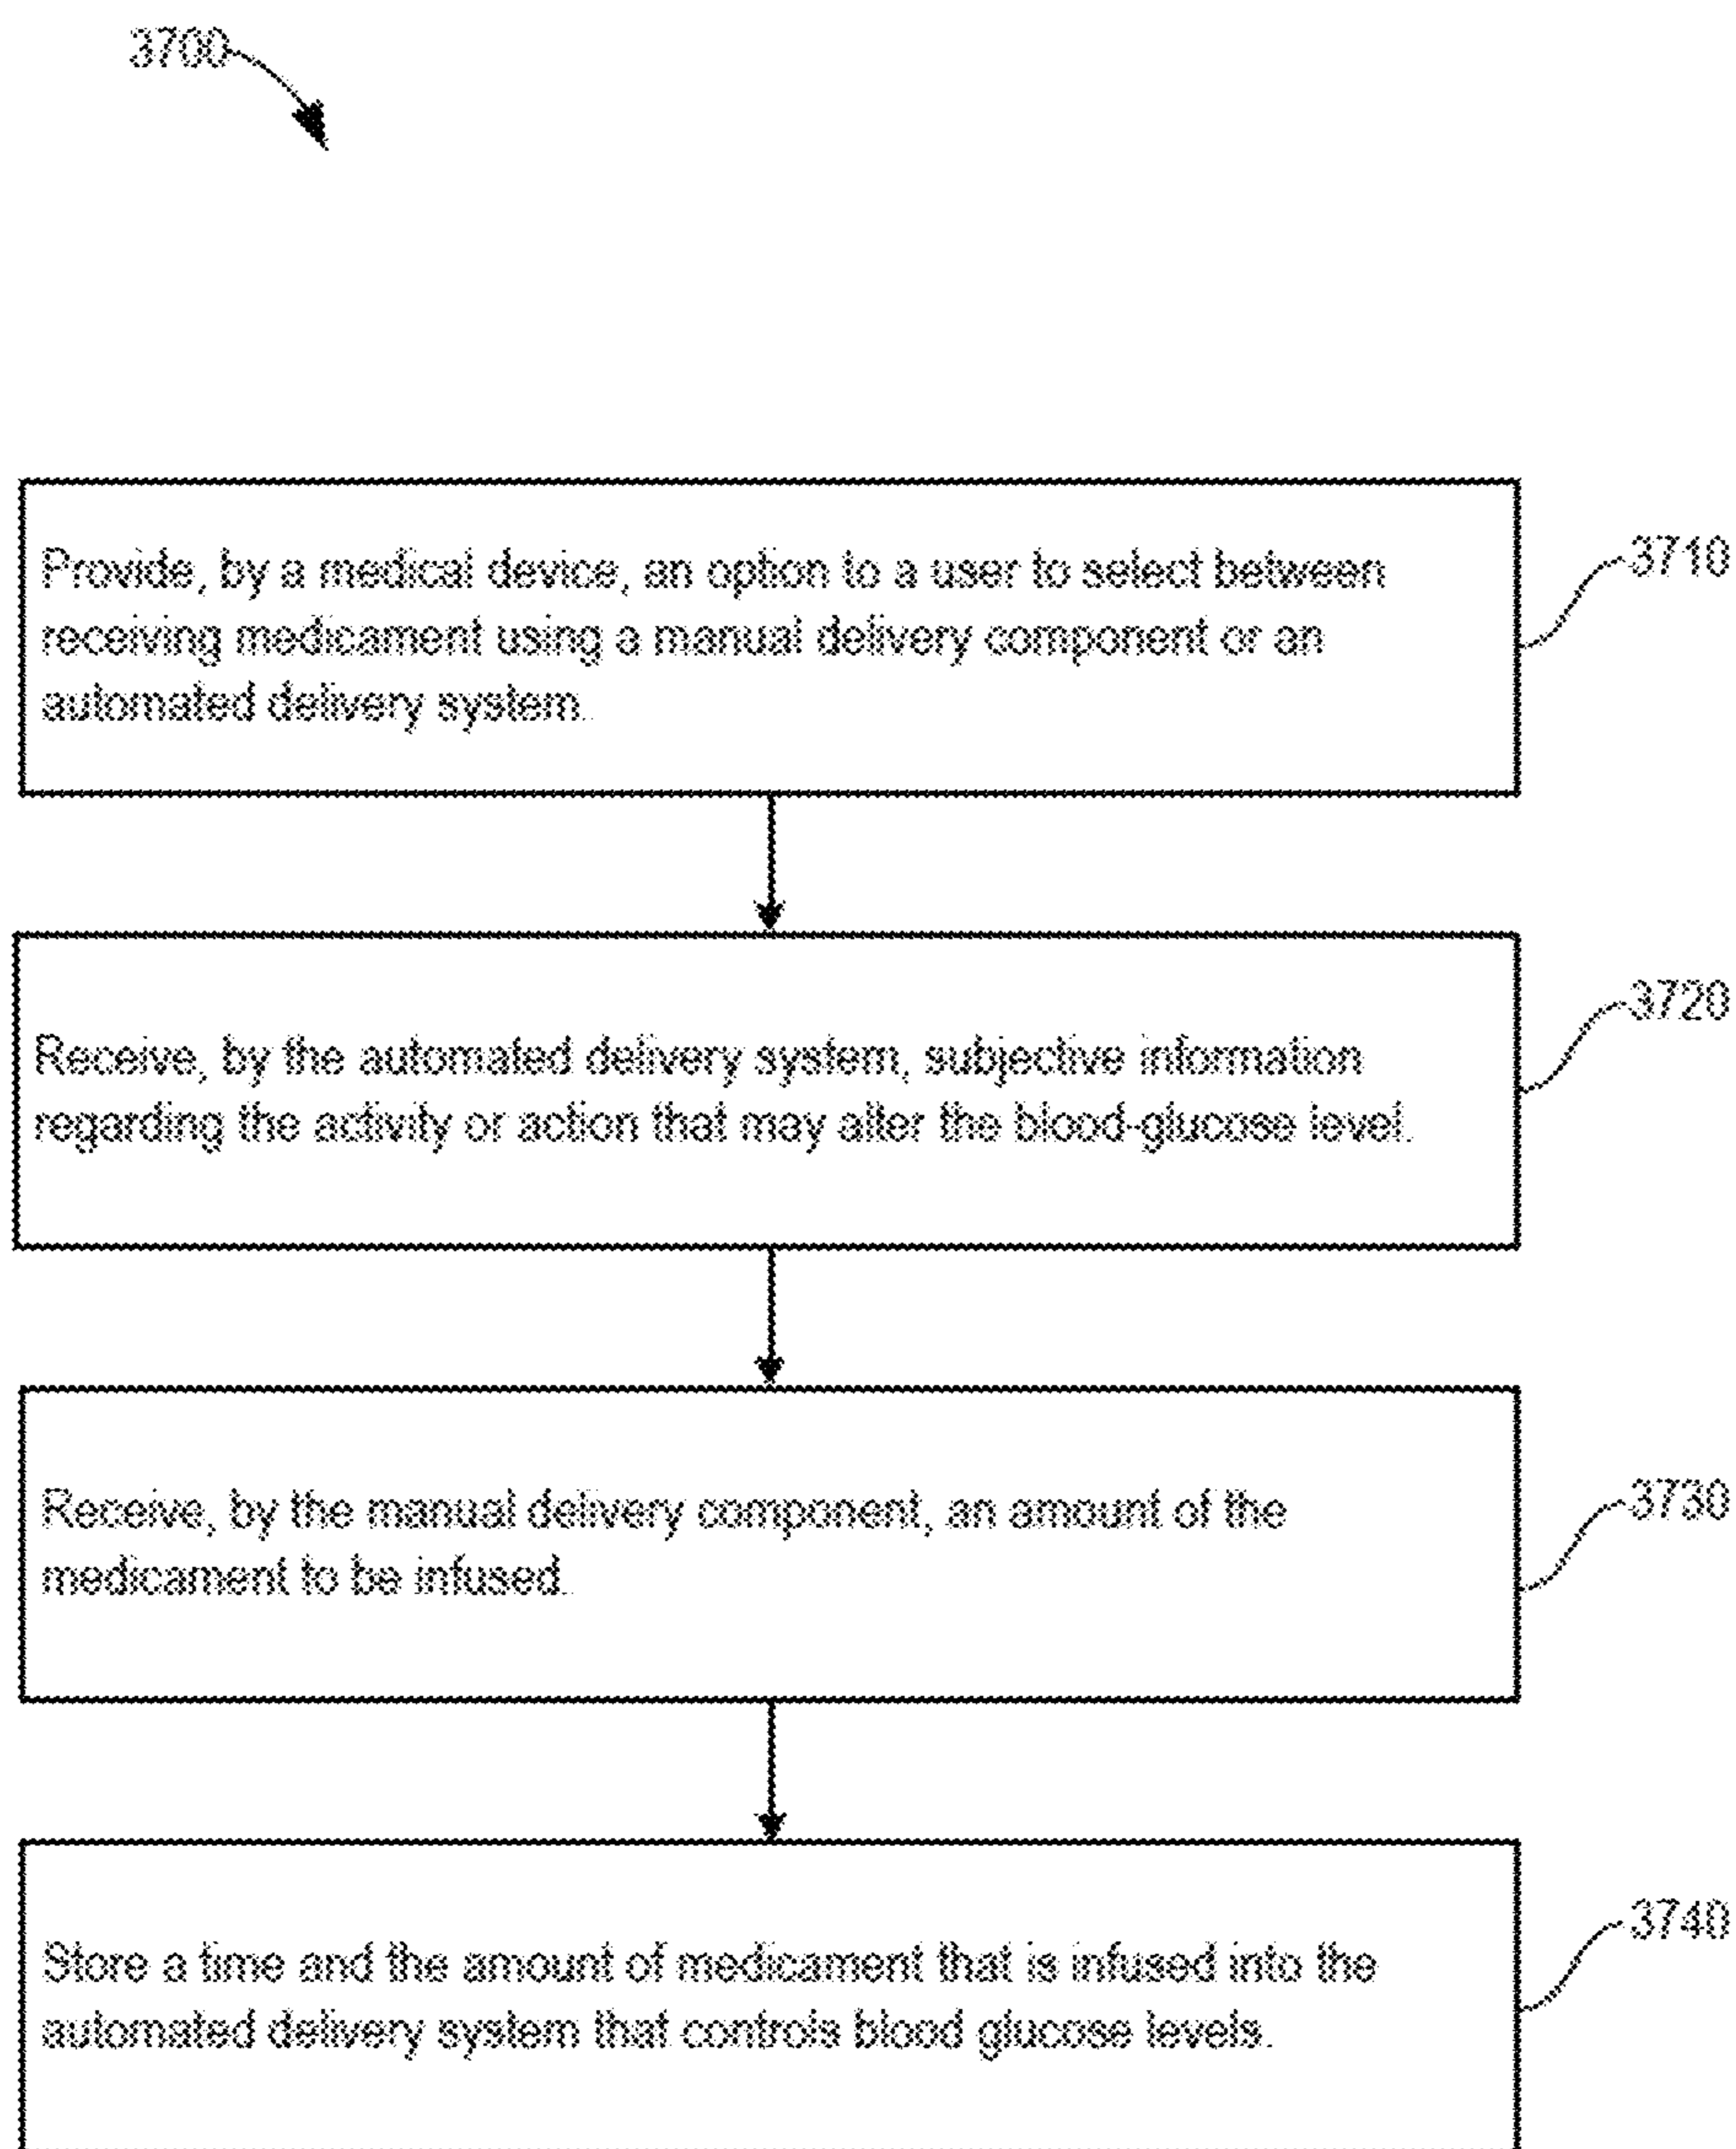 3700
Provide, by a medical device, an option to a user to select between
receiving medicament using a manual delivery component or an
automated delivery system.
3710
Receive, by the automated delivery system, subjective information
regarding the activity or action that may alter the blood-glucose level.
3720
Receive, by the manual delivery component, an amount of the
medicament to be infused.
3730
Store a time and the amount of medicament that is infused into the
automated delivery system that controls blood glucose levels.
3740